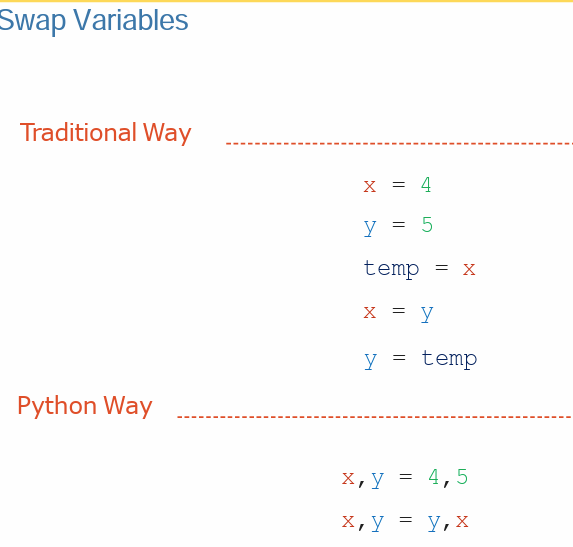 Swap Variables
Traditional Way
x = 4
y = 5
temp = x
x = y
y = temp
Python Way
x,y = 4,5
x,y = y,x